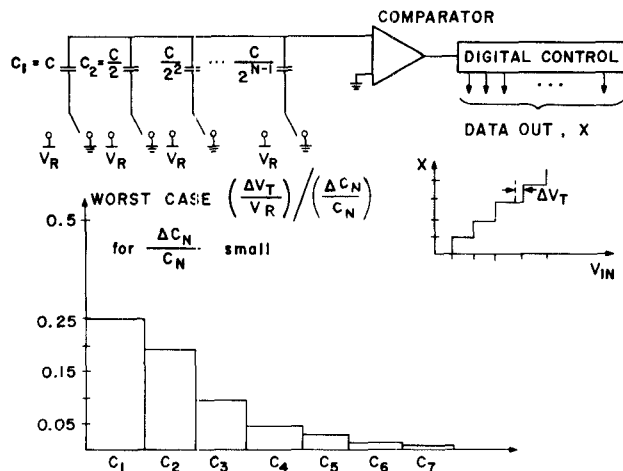 COMPARATOR
C₁ = C C₂ = C/2 C/2² ... C/2^(N-1)
DIGITAL CONTROL
...
DATA OUT , X
V_R V_R V_R V_R
WORST CASE (ΔV_T/V_R)/(ΔC_N/C_N)
for ΔC_N/C_N small
X
ΔV_T
V_IN
0.5
0.25
0.15
0.05
C₁ C₂ C₃ C₄ C₅ C₆ C₇